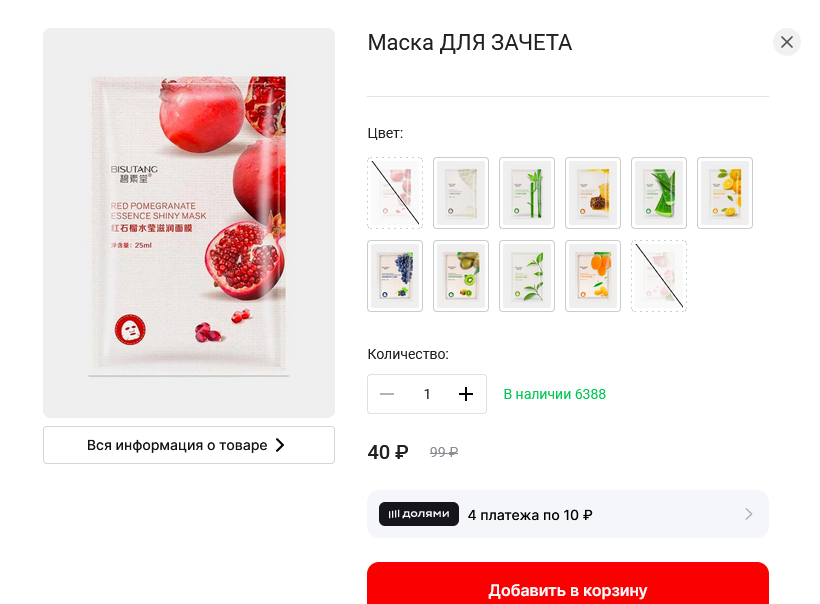 Маска ДЛЯ ЗАЧЕТА
BISUTANG
碧素堂®
RED POMEGRANATE
ESSENCE SHINY MASK
红石榴水莹滋润面膜
净含量：25ml
Вся информация о товаре
Цвет:
Количество:
1
В наличии 6388
40 ₽
99 ₽
долями
4 платежа по 10 ₽
Добавить в корзину